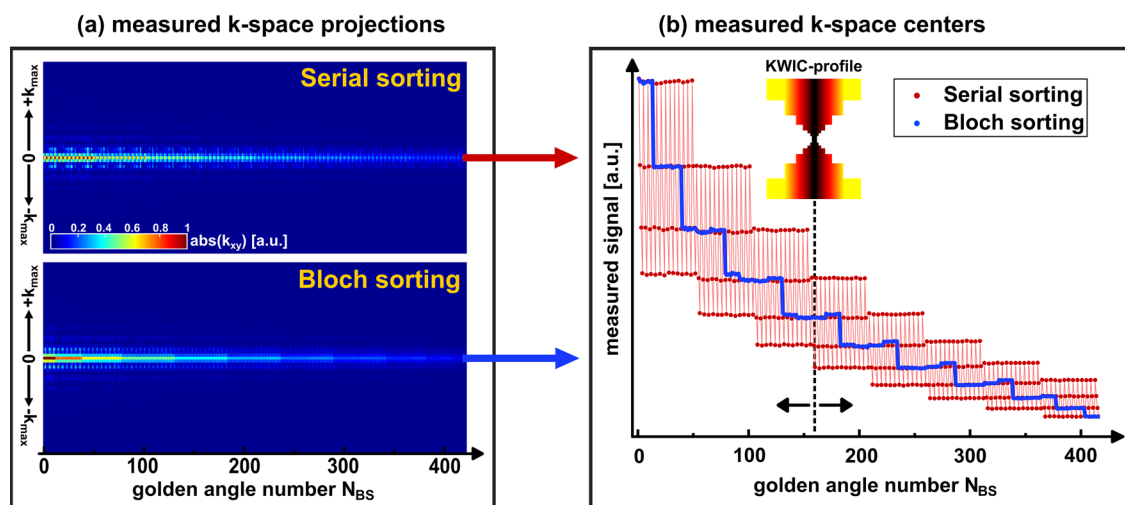 (a) measured k-space projections
Serial sorting
-kmax ← 0 → +kmax
0 0.2 0.4 0.6 0.8 1
abs(kxy) [a.u.]
Bloch sorting
-kmax ← 0 → +kmax
0 100 200 300 400
golden angle number NBS
(b) measured k-space centers
KWIC-profile
Serial sorting
Bloch sorting
measured signal [a.u.]
0 100 200 300 400
golden angle number NBS